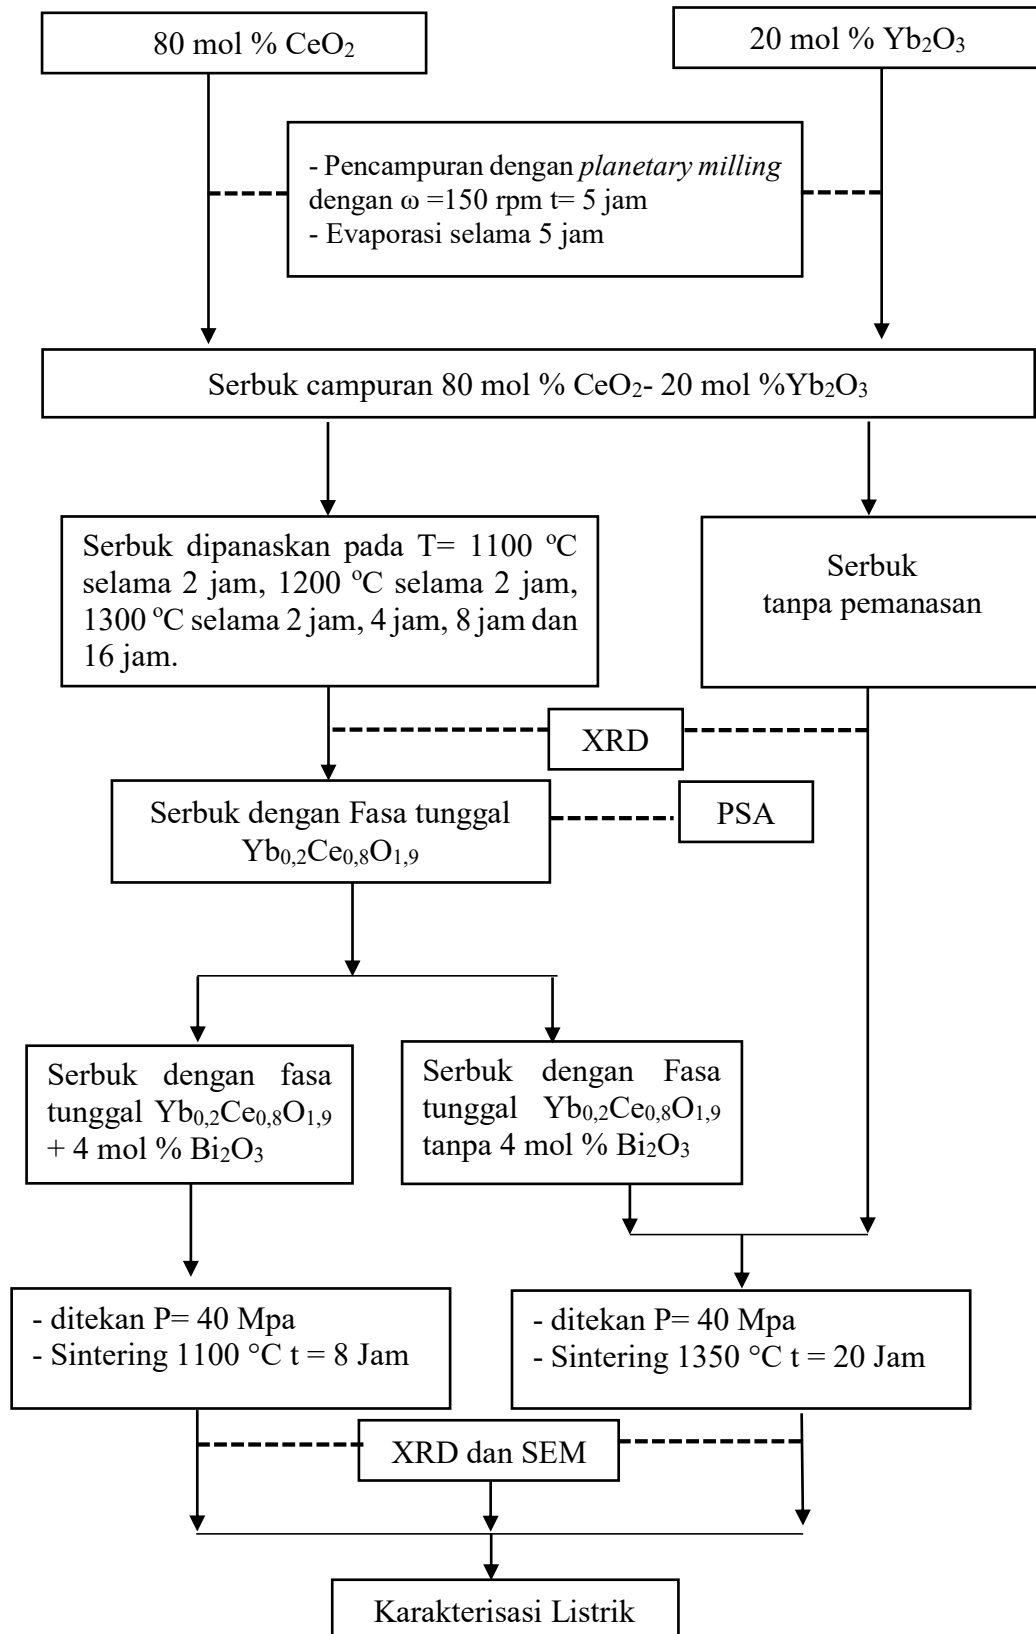 80 mol % CeO₂
20 mol % Yb₂O₃
- Pencampuran dengan planetary milling
dengan ω =150 rpm t= 5 jam
- Evaporasi selama 5 jam
Serbuk campuran 80 mol % CeO₂- 20 mol %Yb₂O₃
Serbuk dipanaskan pada T= 1100 ºC
selama 2 jam, 1200 ºC selama 2 jam,
1300 ºC selama 2 jam, 4 jam, 8 jam dan
16 jam.
Serbuk
tanpa pemanasan
XRD
Serbuk dengan Fasa tunggal
Yb₀,₂Ce₀,₈O₁,₉
PSA
Serbuk dengan fasa
tunggal Yb₀,₂Ce₀,₈O₁,₉
+ 4 mol % Bi₂O₃
Serbuk dengan Fasa
tunggal Yb₀,₂Ce₀,₈O₁,₉
tanpa 4 mol % Bi₂O₃
- ditekan P= 40 Mpa
- Sintering 1100 °C t = 8 Jam
- ditekan P= 40 Mpa
- Sintering 1350 °C t = 20 Jam
XRD dan SEM
Karakterisasi Listrik